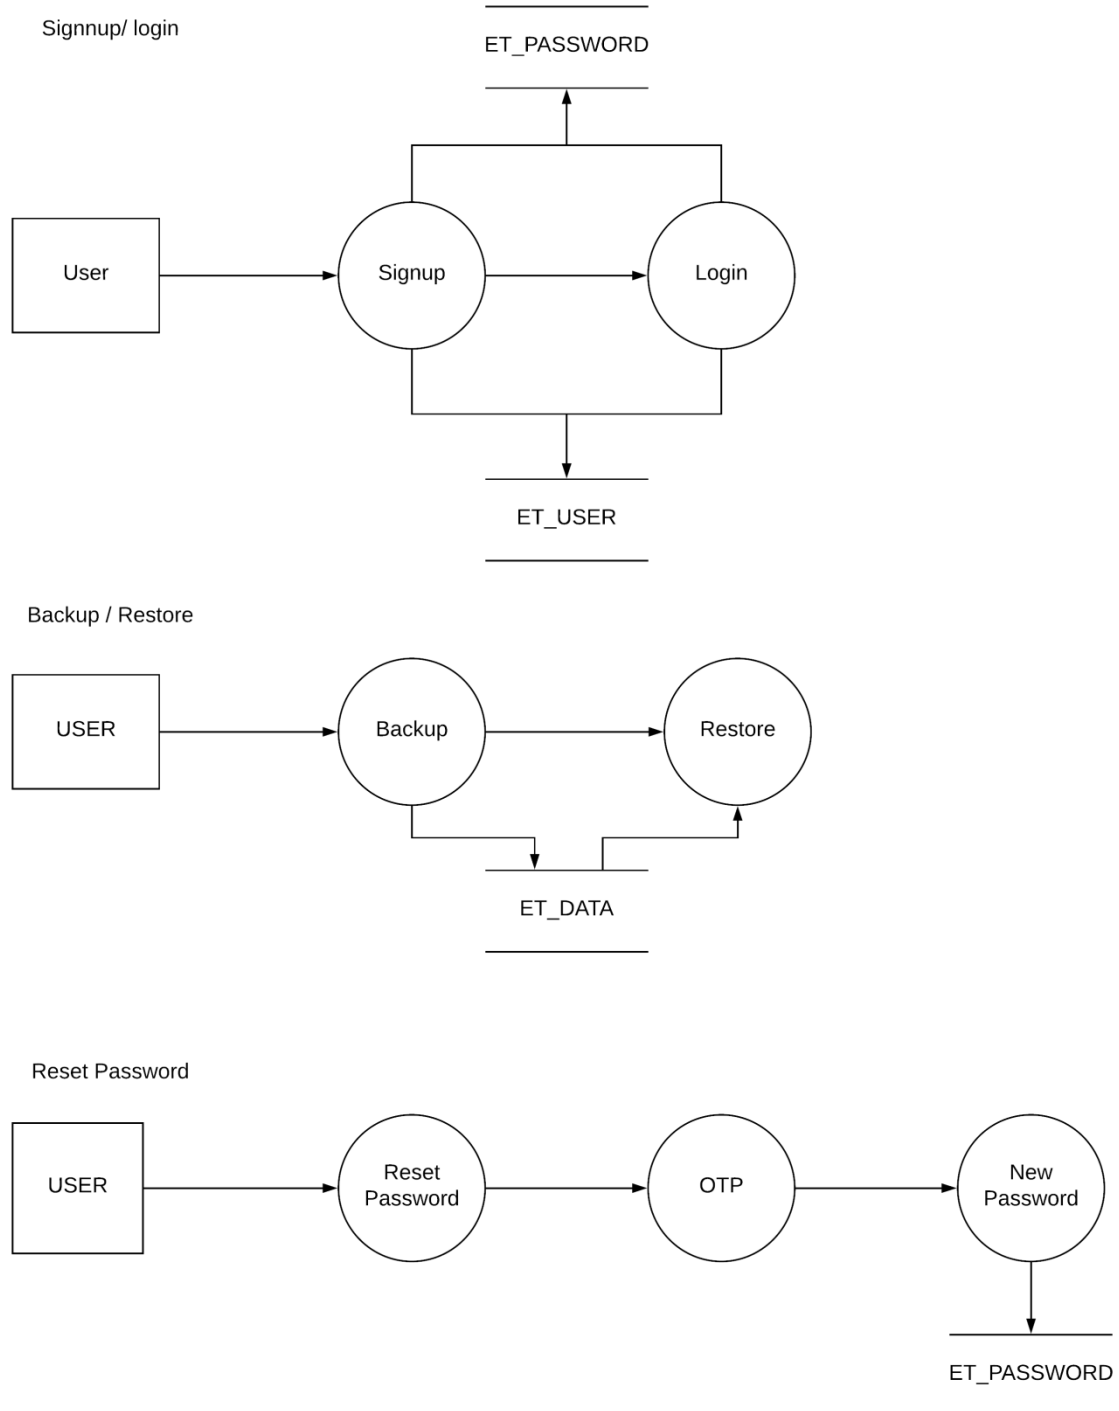 Signnup/ login
ET_PASSWORD
User
Signup
Login
ET_USER
Backup / Restore
USER
Backup
Restore
ET_DATA
Reset Password
USER
Reset
Password
OTP
New
Password
ET_PASSWORD